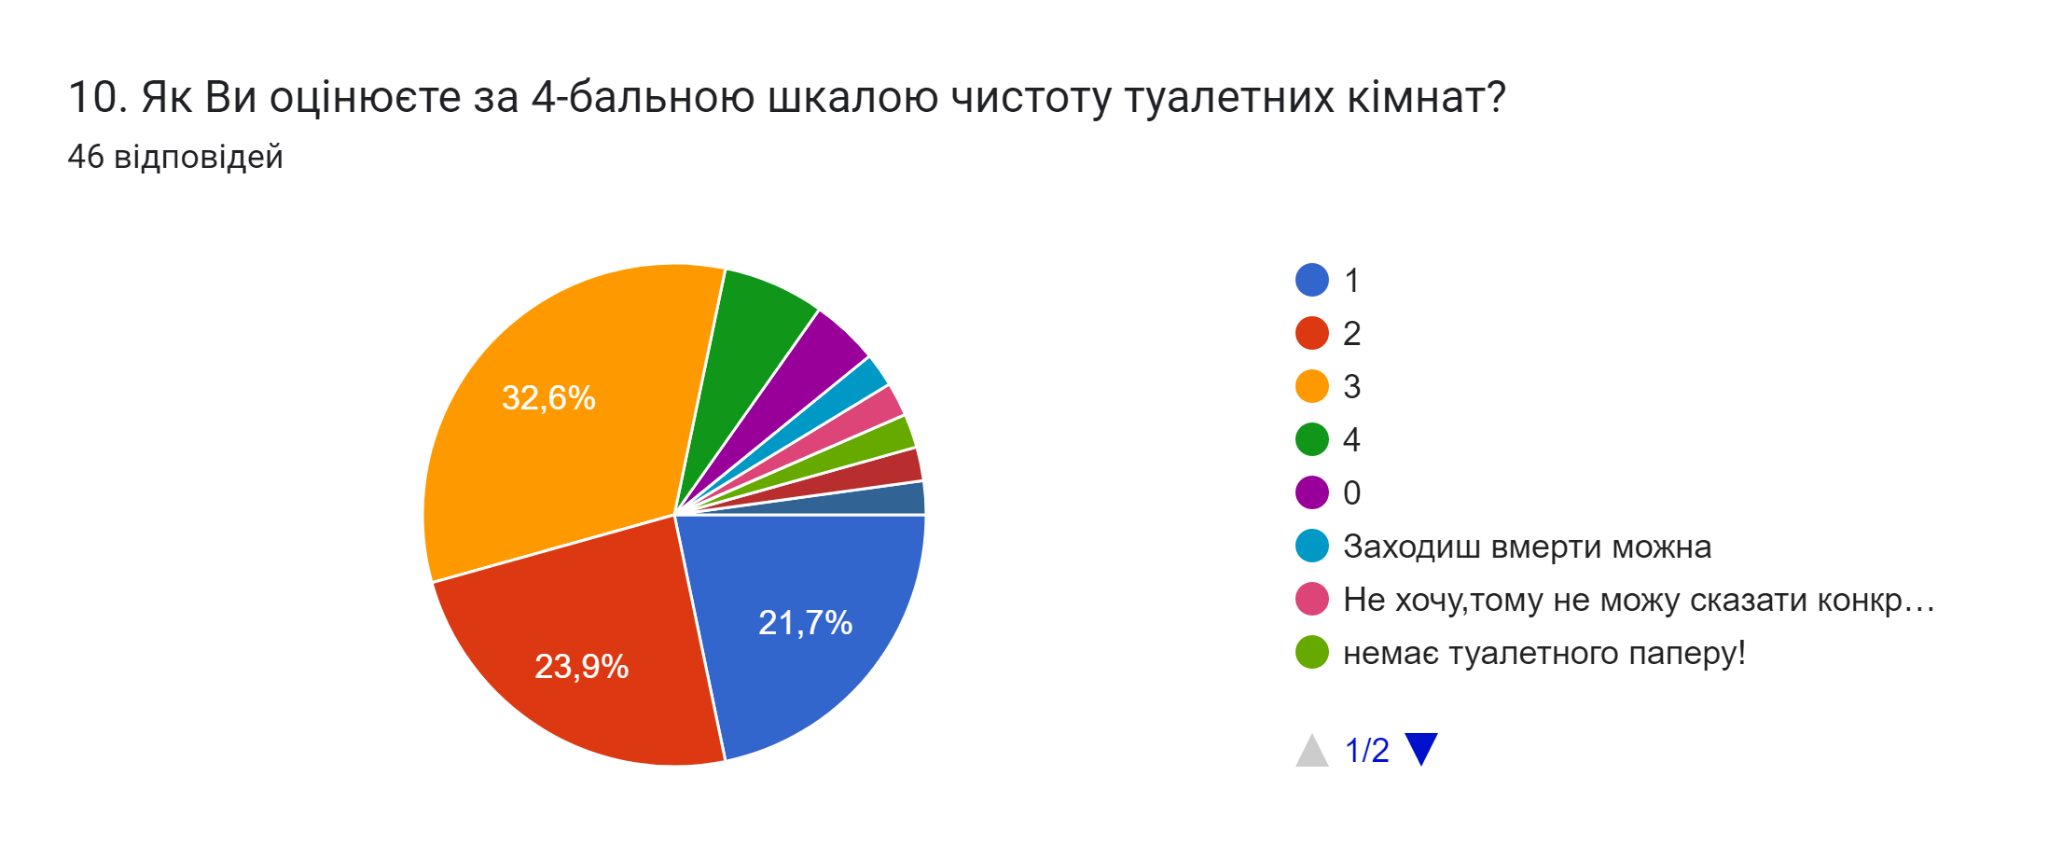 10. Як Ви оцінюєте за 4-бальною шкалою чистоту туалетних кімнат?
46 відповідей
32,6%
23,9%
21,7%
1
2
3
4
0
Заходиш вмерти можна
Не хочу,тому не можу сказати конкр…
немає туалетного паперу!
1/2